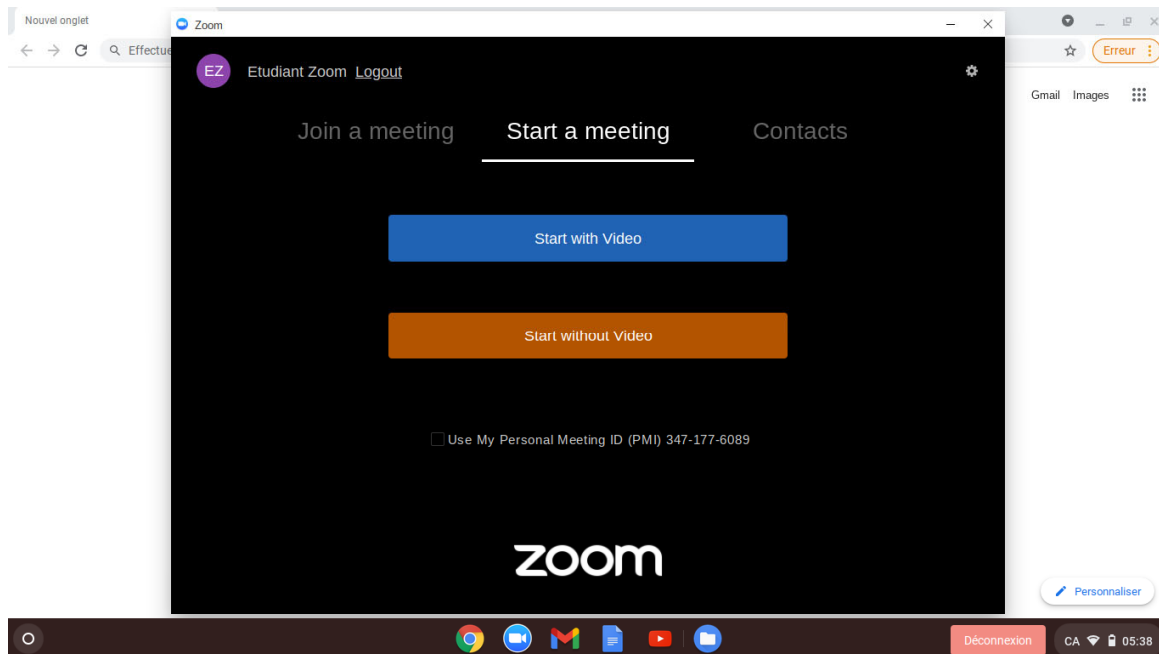 Nouvel onglet
Zoom
Effectue
Erreur
EZ Etudiant Zoom Logout
Gmail Images
Join a meeting Start a meeting Contacts
Start with Video
Start without Video
Use My Personal Meeting ID (PMI) 347-177-6089
zoom
Personnaliser
Déconnexion CA 05:38